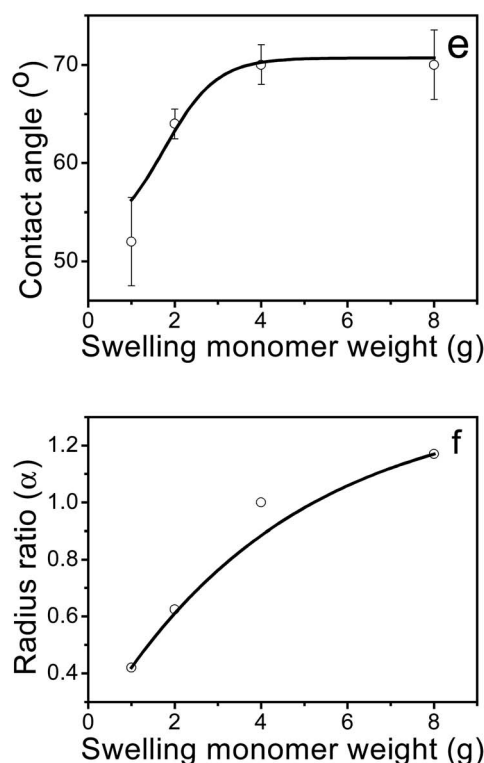 e
Contact angle (º)
70
60
50
0 2 4 6 8
Swelling monomer weight (g)
f
Radius ratio (α)
1.2
1.0
0.8
0.6
0.4
0 2 4 6 8
Swelling monomer weight (g)